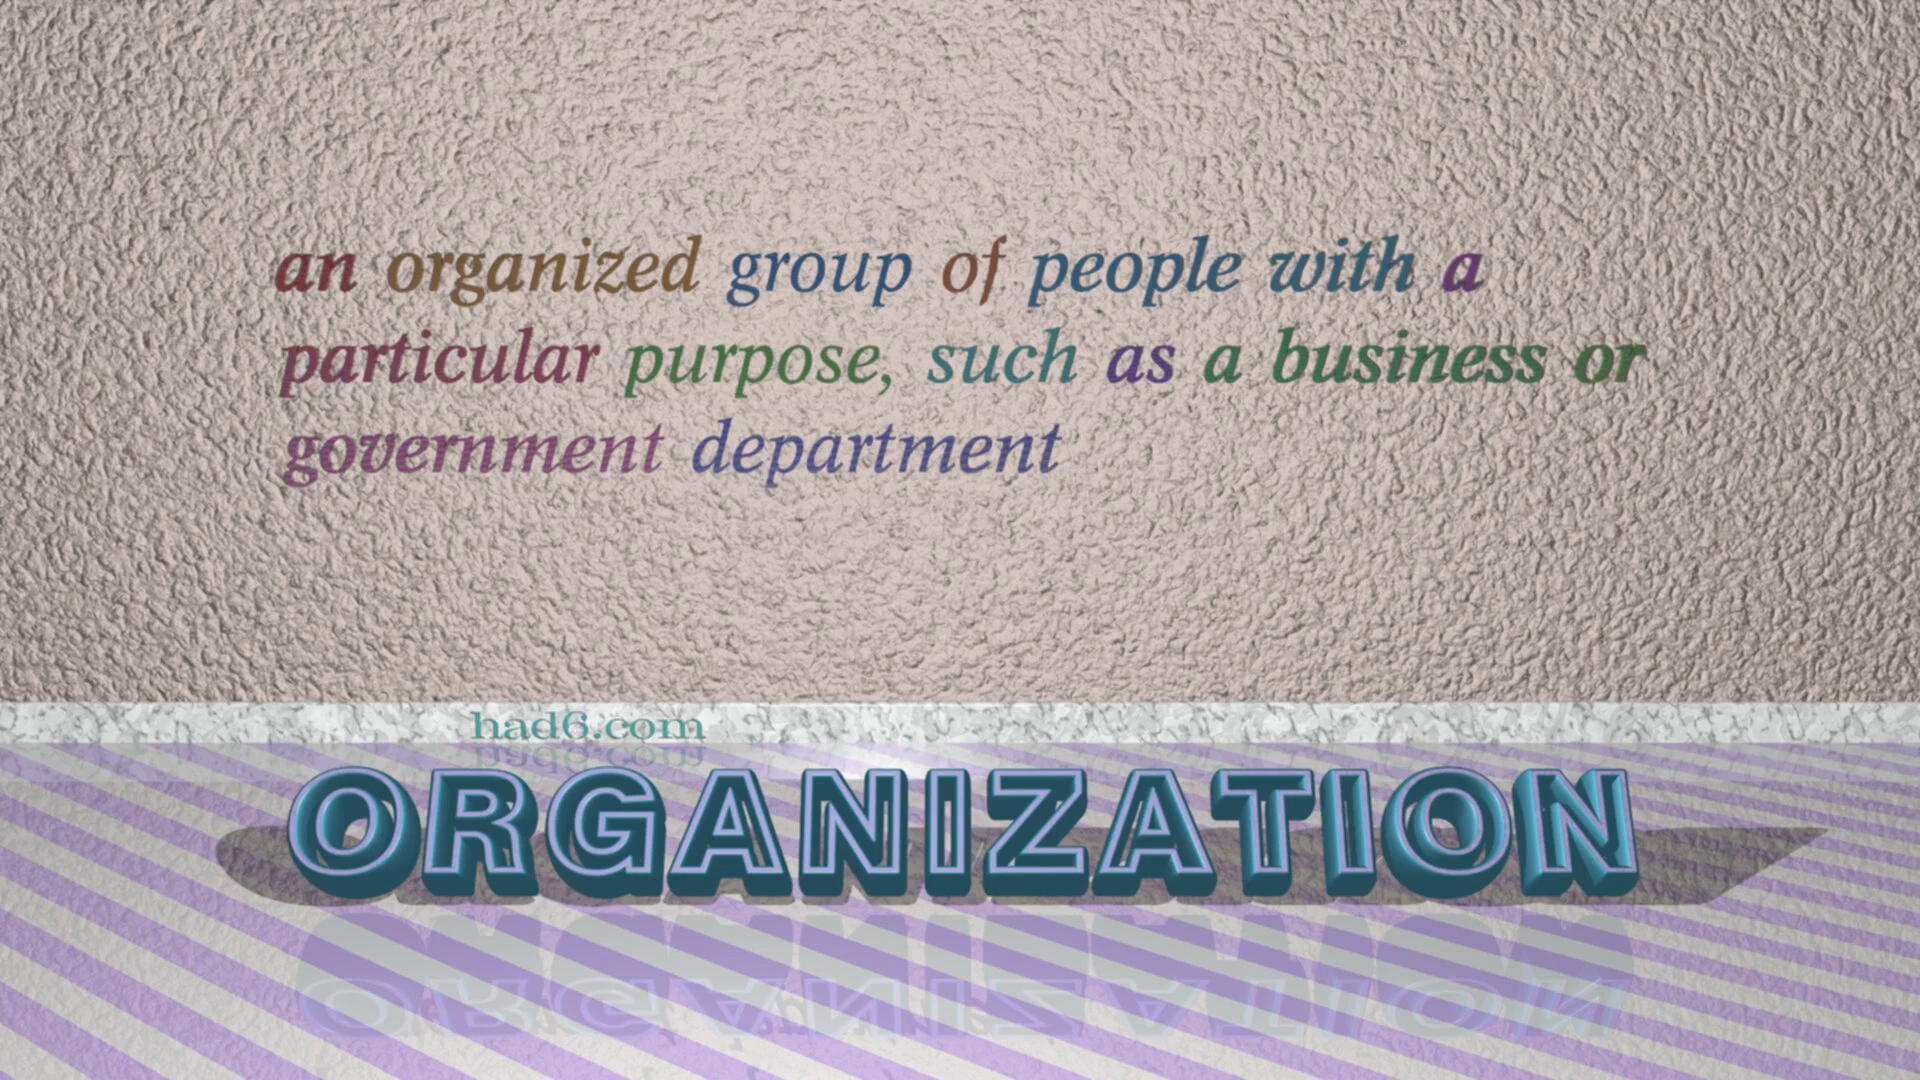 an organized group of people with a
particular purpose, such as a business or
government department
had6.com
ORGANIZATION